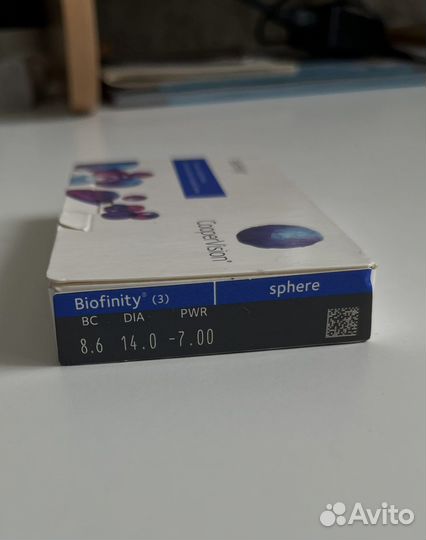 CooperVision®
Biofinity® (3)
sphere
BC DIA PWR
8.6 14.0 -7.00
Avito